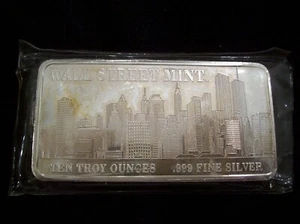 WALL STREET MINT
TEN TROY OUNCES .999 FINE SILVER